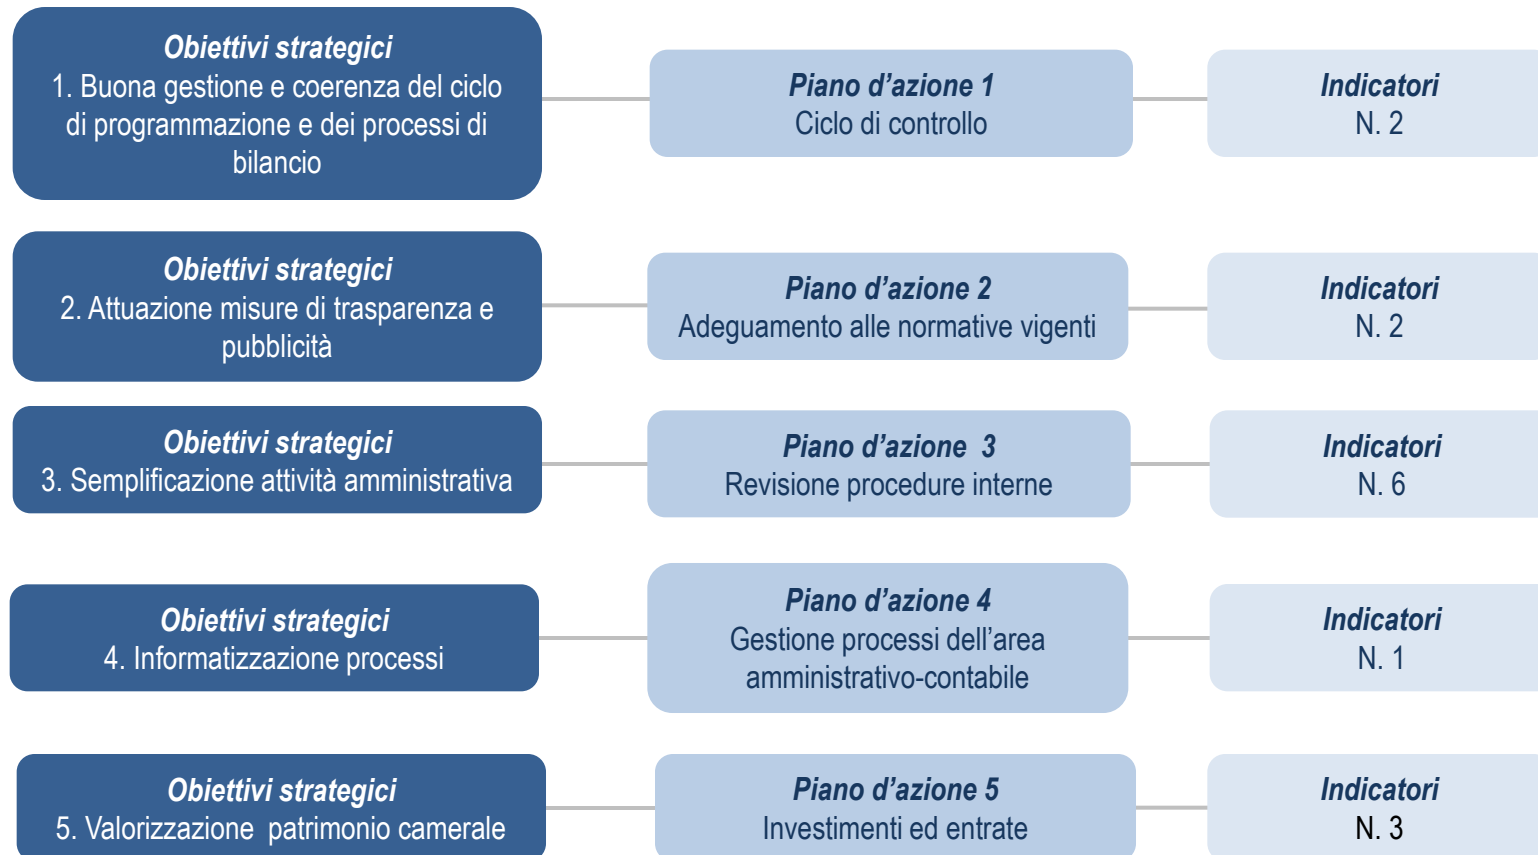 Obiettivi strategici
1. Buona gestione e coerenza del ciclo
di programmazione e dei processi di
bilancio
Piano d’azione 1
Ciclo di controllo
Indicatori
N. 2
Obiettivi strategici
2. Attuazione misure di trasparenza e
pubblicità
Piano d’azione 2
Adeguamento alle normative vigenti
Indicatori
N. 2
Obiettivi strategici
3. Semplificazione attività amministrativa
Piano d’azione 3
Revisione procedure interne
Indicatori
N. 6
Obiettivi strategici
4. Informatizzazione processi
Piano d’azione 4
Gestione processi dell’area
amministrativo-contabile
Indicatori
N. 1
Obiettivi strategici
5. Valorizzazione patrimonio camerale
Piano d’azione 5
Investimenti ed entrate
Indicatori
N. 3